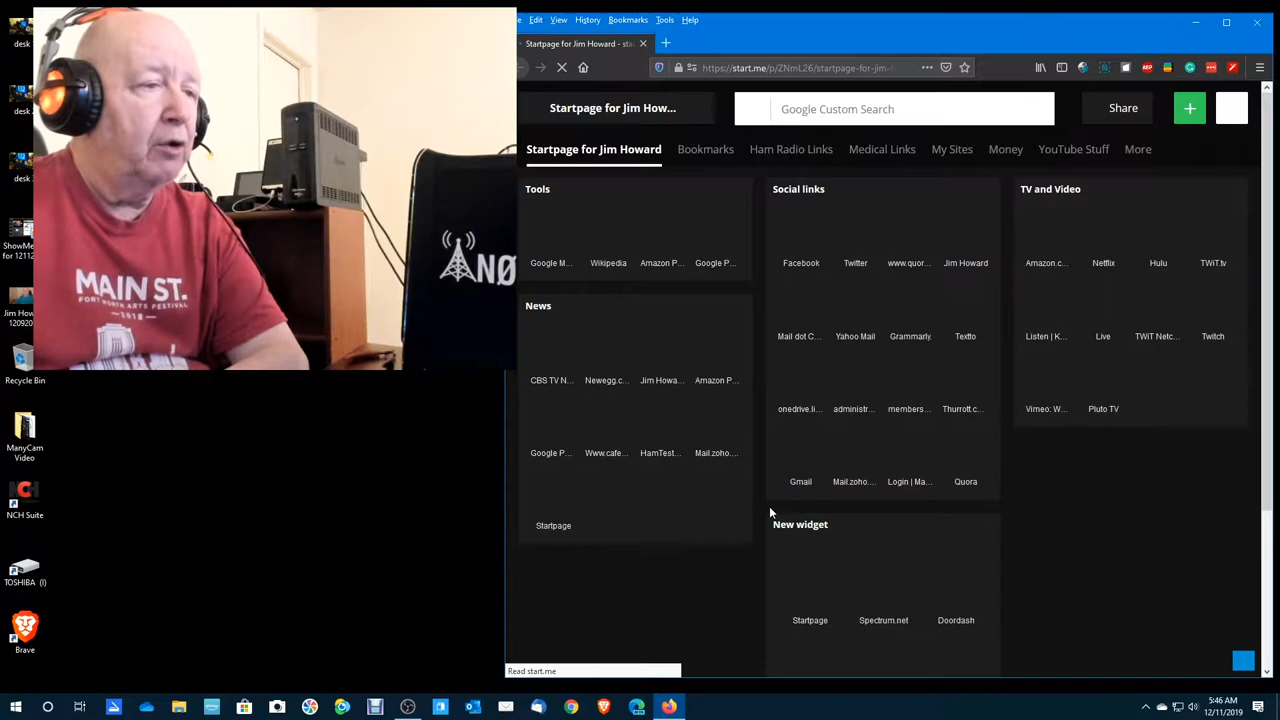 Edit View History Bookmarks Tools Help
Startpage for Jim Howard - sta
https://start.me/p/ZNmL26/startpage-for-jim-
Startpage for Jim How...
Google Custom Search
Share
Startpage for Jim Howard Bookmarks Ham Radio Links Medical Links My Sites Money YouTube Stuff More
Tools
Google M... Wikipedia Amazon P... Google P...
News
CBS TV N... Newegg.c... Jim Howa... Amazon P...
Google P... Www.cafe... HamTest... Mail.zoho....
Startpage
Social links
Facebook Twitter www.quor... Jim Howard
Mail dot C... Yahoo Mail Grammarly. Textto
onedrive.li... administr... members... Thurrott.c...
Gmail Mail.zoho.... Login | Ma... Quora
New widget
Startpage Spectrum.net Doordash
TV and Video
Amazon.c... Netflix Hulu TWiT.tv
Listen | K... Live TWiT Netc... Twitch
Vimeo: W... Pluto TV
Read start.me
desk
desk
desk
desk
ShowMe
for 12112
Jim How
120920
Recycle Bin
ManyCam
Video
NCH
NCH Suite
TOSHIBA (I)
Brave
MAIN ST.
FORT WORTH ARTS FESTIVAL
2018
NØ
ABP
5:46 AM
12/11/2019